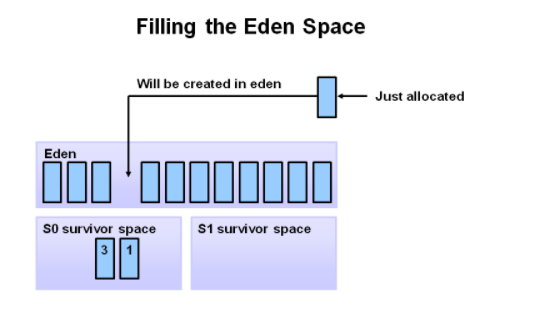 Filling the Eden Space
Will be created in eden
Just allocated
Eden
S0 survivor space
S1 survivor space
3 1